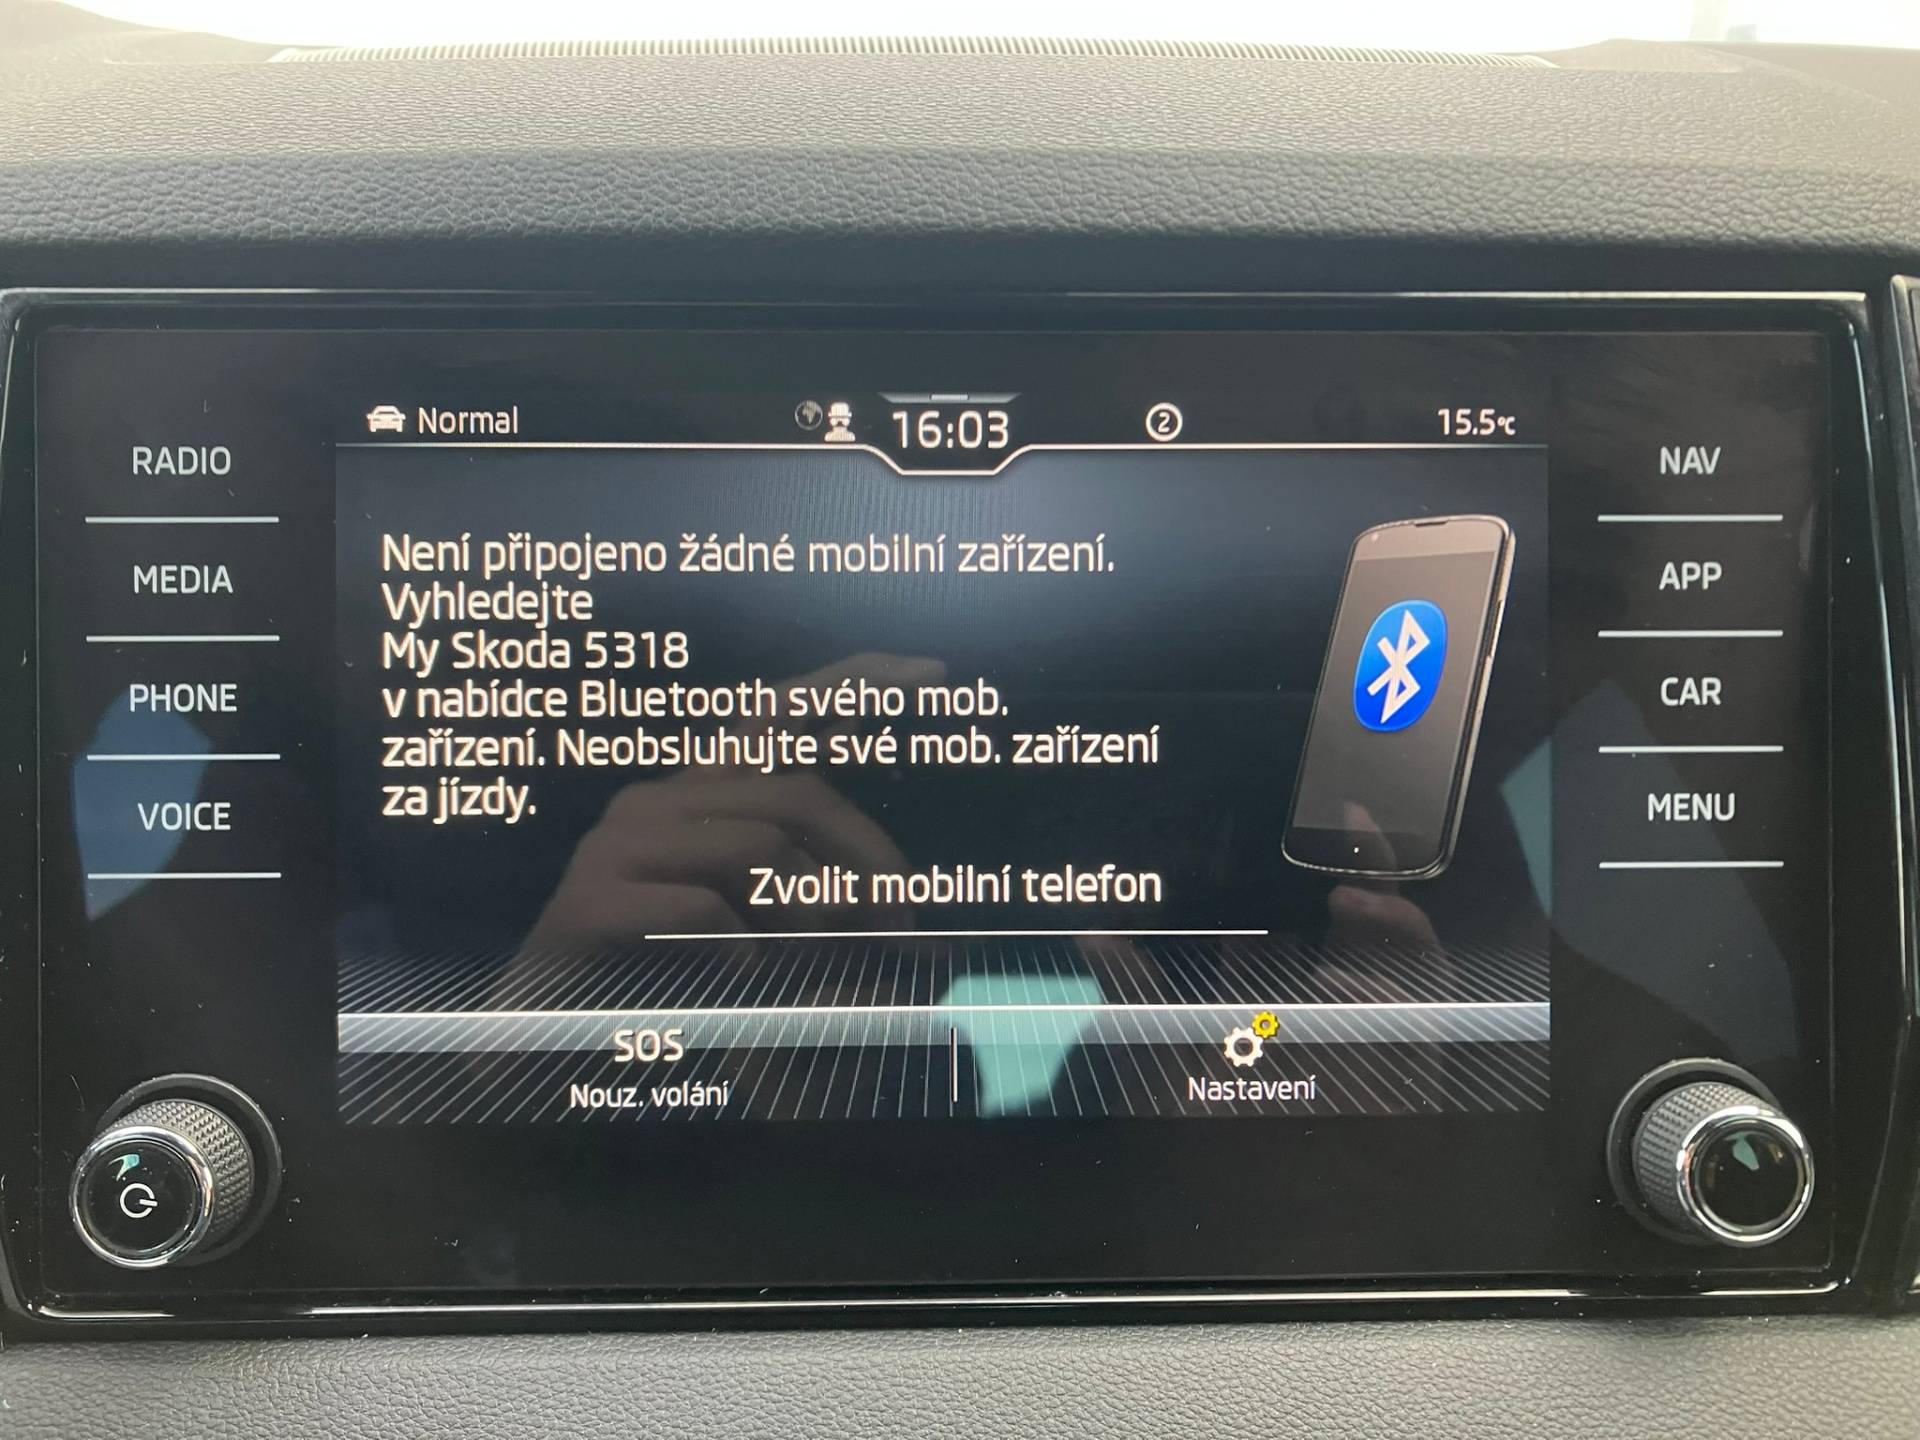 Normal 16:03 2 15.5°C
RADIO
MEDIA
PHONE
VOICE
Není připojeno žádné mobilní zařízení.
Vyhledejte
My Skoda 5318
v nabídce Bluetooth svého mob.
zařízení. Neobsluhujte své mob. zařízení
za jízdy.
Zvolit mobilní telefon
SOS
Nouz. volání
Nastavení
NAV
APP
CAR
MENU